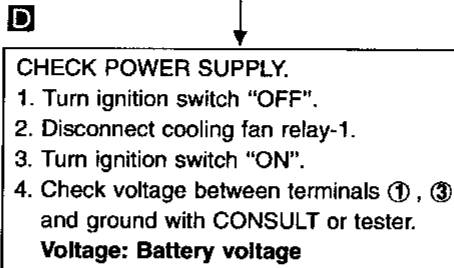 D
CHECK POWER SUPPLY.
1. Turn ignition switch “OFF”.
2. Disconnect cooling fan relay-1.
3. Turn ignition switch “ON”.
4. Check voltage between terminals ①, ③
and ground with CONSULT or tester.
Voltage: Battery voltage